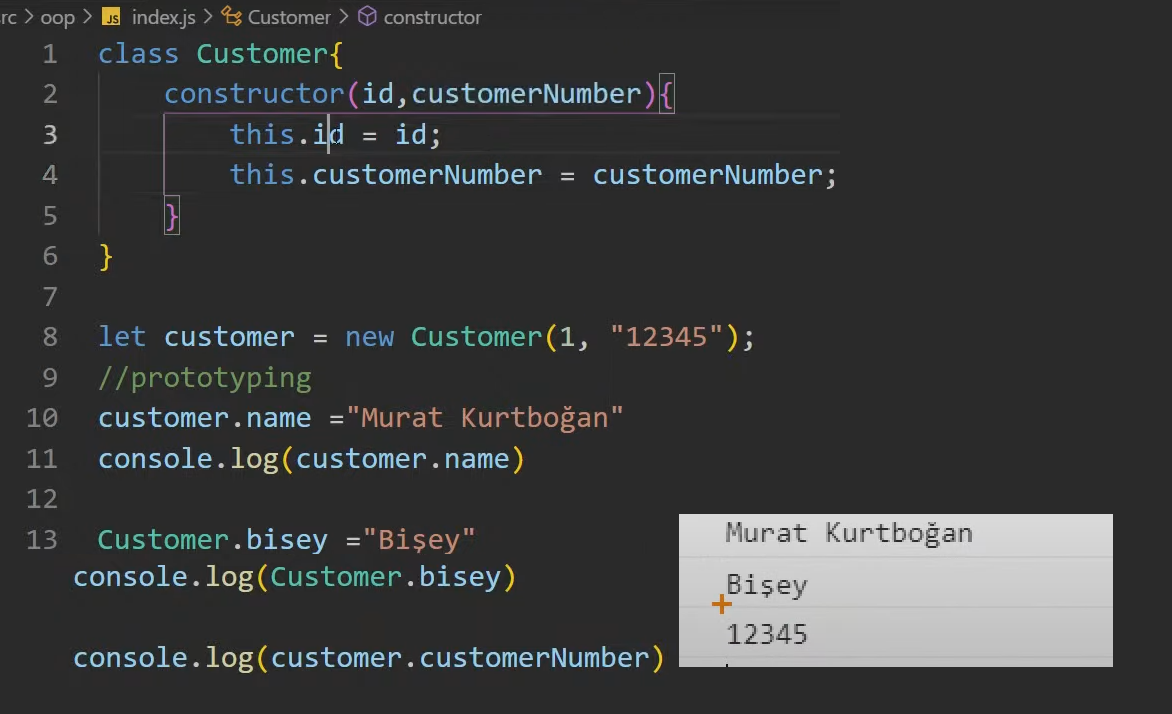 rc > oop > JS index.js > Customer > constructor
1 class Customer{
2 constructor(id,customerNumber){
3 this.id = id;
4 this.customerNumber = customerNumber;
5 }
6 }
7
8 let customer = new Customer(1, "12345");
9 //prototyping
10 customer.name ="Murat Kurtboğan"
11 console.log(customer.name)
12
13 Customer.bisey ="Bişey"
console.log(Customer.bisey)
console.log(customer.customerNumber)
Murat Kurtboğan
Bişey
12345